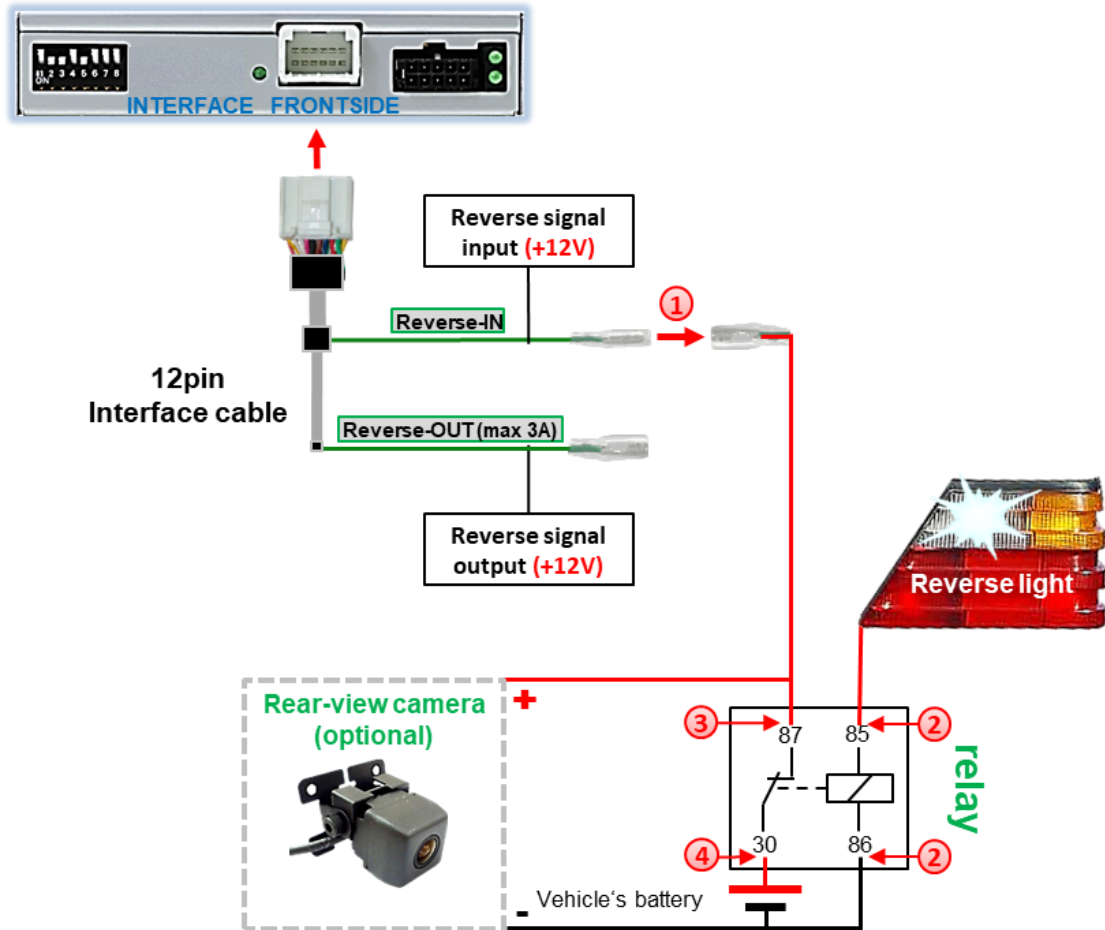 1 2 3 4 5 6 7 8
ON
INTERFACE FRONTSIDE
Reverse signal
input (+12V)
1
Reverse-IN
12pin
Interface cable
Reverse-OUT (max 3A)
Reverse signal
output (+12V)
Reverse light
Rear-view camera
(optional)
+
3
87
85
2
relay
4
30
86
2
-
Vehicle's battery